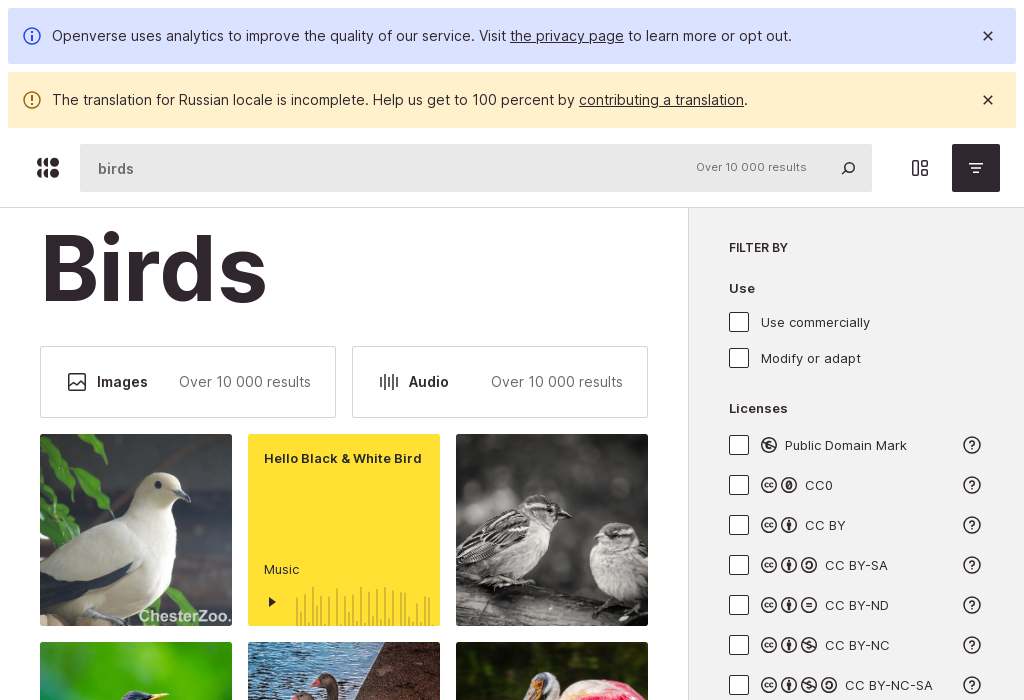 Openverse uses analytics to improve the quality of our service. Visit the privacy page to learn more or opt out.
The translation for Russian locale is incomplete. Help us get to 100 percent by contributing a translation.
birds
Over 10 000 results
Birds
Images
Over 10 000 results
Audio
Over 10 000 results
ChesterZoo.
Hello Black & White Bird
Music
FILTER BY
Use
Use commercially
Modify or adapt
Licenses
Public Domain Mark
CC0
CC BY
CC BY-SA
CC BY-ND
CC BY-NC
CC BY-NC-SA